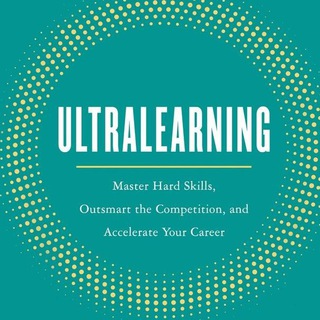 ULTRALEARNING
Master Hard Skills,
Outsmart the Competition, and
Accelerate Your Career